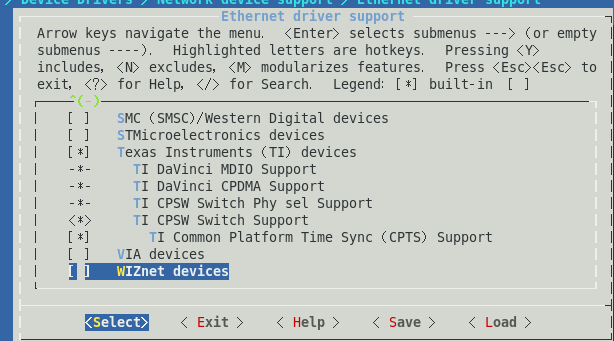 > Device Drivers > Network device support > Ethernet driver support
Ethernet driver support
Arrow keys navigate the menu. <Enter> selects submenus ---> (or empty
submenus ----). Highlighted letters are hotkeys. Pressing <Y>
includes, <N> excludes, <M> modularizes features. Press <Esc><Esc> to
exit, <?> for Help, </> for Search. Legend: [*] built-in [ ]
^(-)
[ ] SMC (SMSC)/Western Digital devices
[ ] STMicroelectronics devices
[*] Texas Instruments (TI) devices
-*- TI DaVinci MDIO Support
-*- TI DaVinci CPDMA Support
-*- TI CPSW Switch Phy sel Support
<*> TI CPSW Switch Support
[*] TI Common Platform Time Sync (CPTS) Support
[ ] VIA devices
[ ] WIZnet devices
<Select> < Exit > < Help > < Save > < Load >